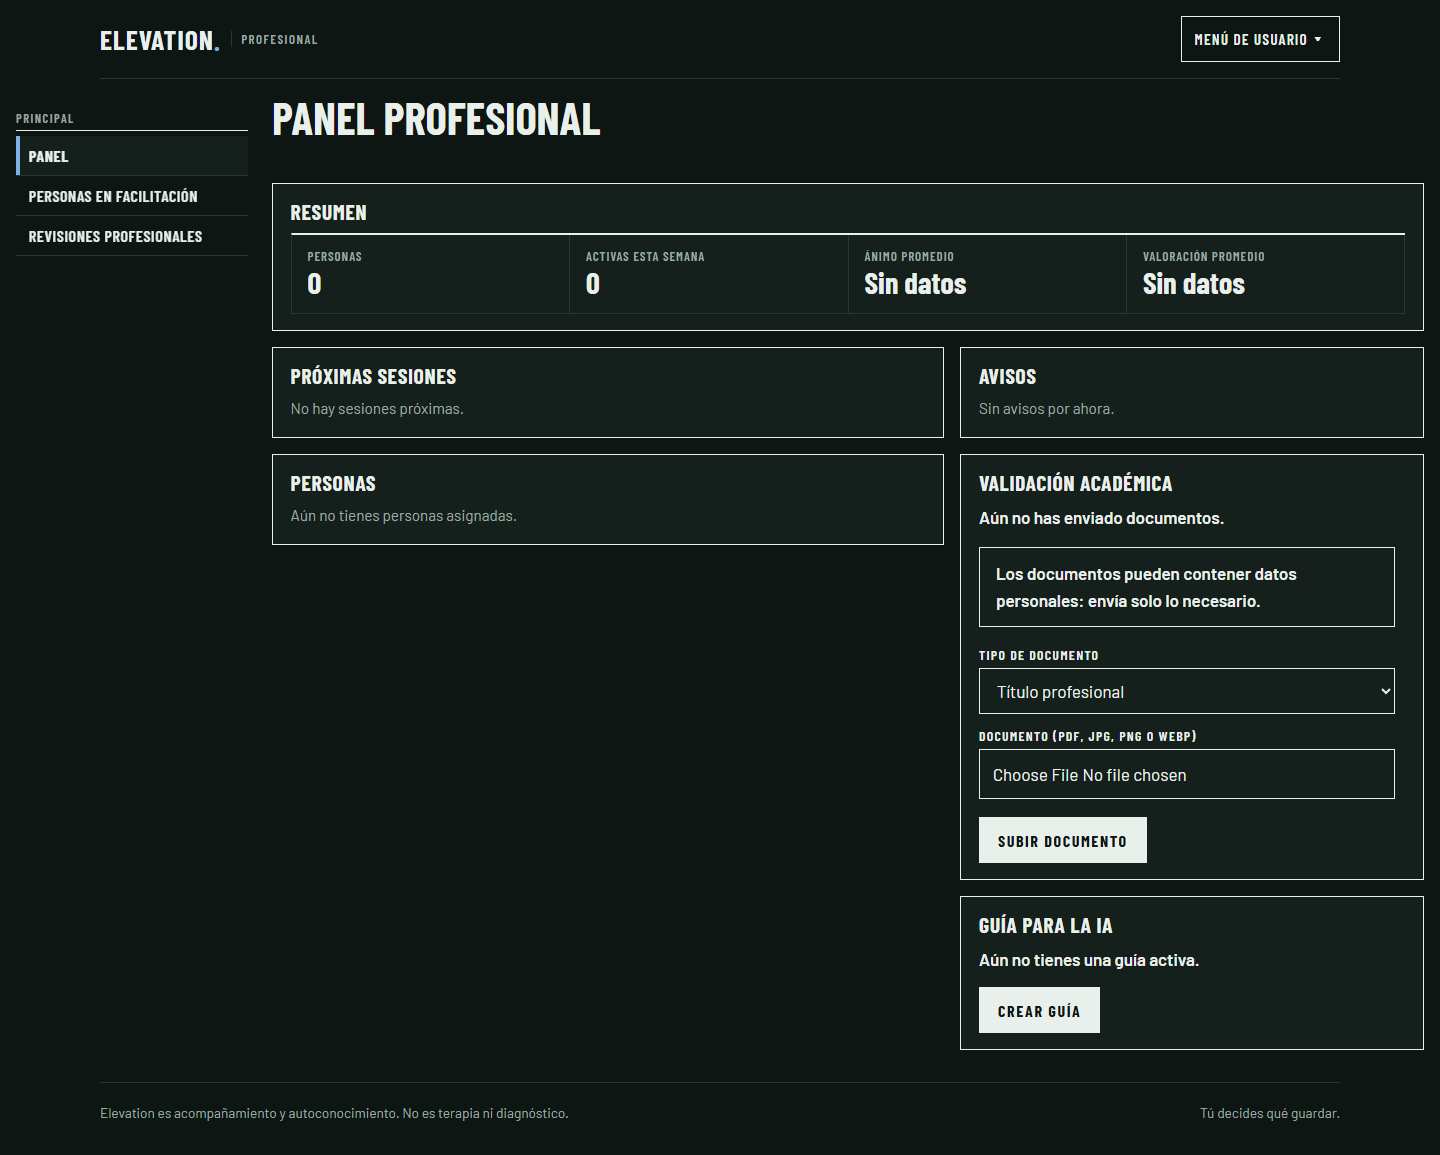 ELEVATION.
PROFESIONAL
MENÚ DE USUARIO
PRINCIPAL
PANEL
PERSONAS EN FACILITACIÓN
REVISIONES PROFESIONALES
PANEL PROFESIONAL
RESUMEN
PERSONAS
0
ACTIVAS ESTA SEMANA
0
ÁNIMO PROMEDIO
Sin datos
VALORACIÓN PROMEDIO
Sin datos
PRÓXIMAS SESIONES
No hay sesiones próximas.
AVISOS
Sin avisos por ahora.
PERSONAS
Aún no tienes personas asignadas.
VALIDACIÓN ACADÉMICA
Aún no has enviado documentos.
Los documentos pueden contener datos
personales: envía solo lo necesario.
TIPO DE DOCUMENTO
Título profesional
DOCUMENTO (PDF, JPG, PNG O WEBP)
Choose File No file chosen
SUBIR DOCUMENTO
GUÍA PARA LA IA
Aún no tienes una guía activa.
CREAR GUÍA
Elevation es acompañamiento y autoconocimiento. No es terapia ni diagnóstico.
Tú decides qué guardar.